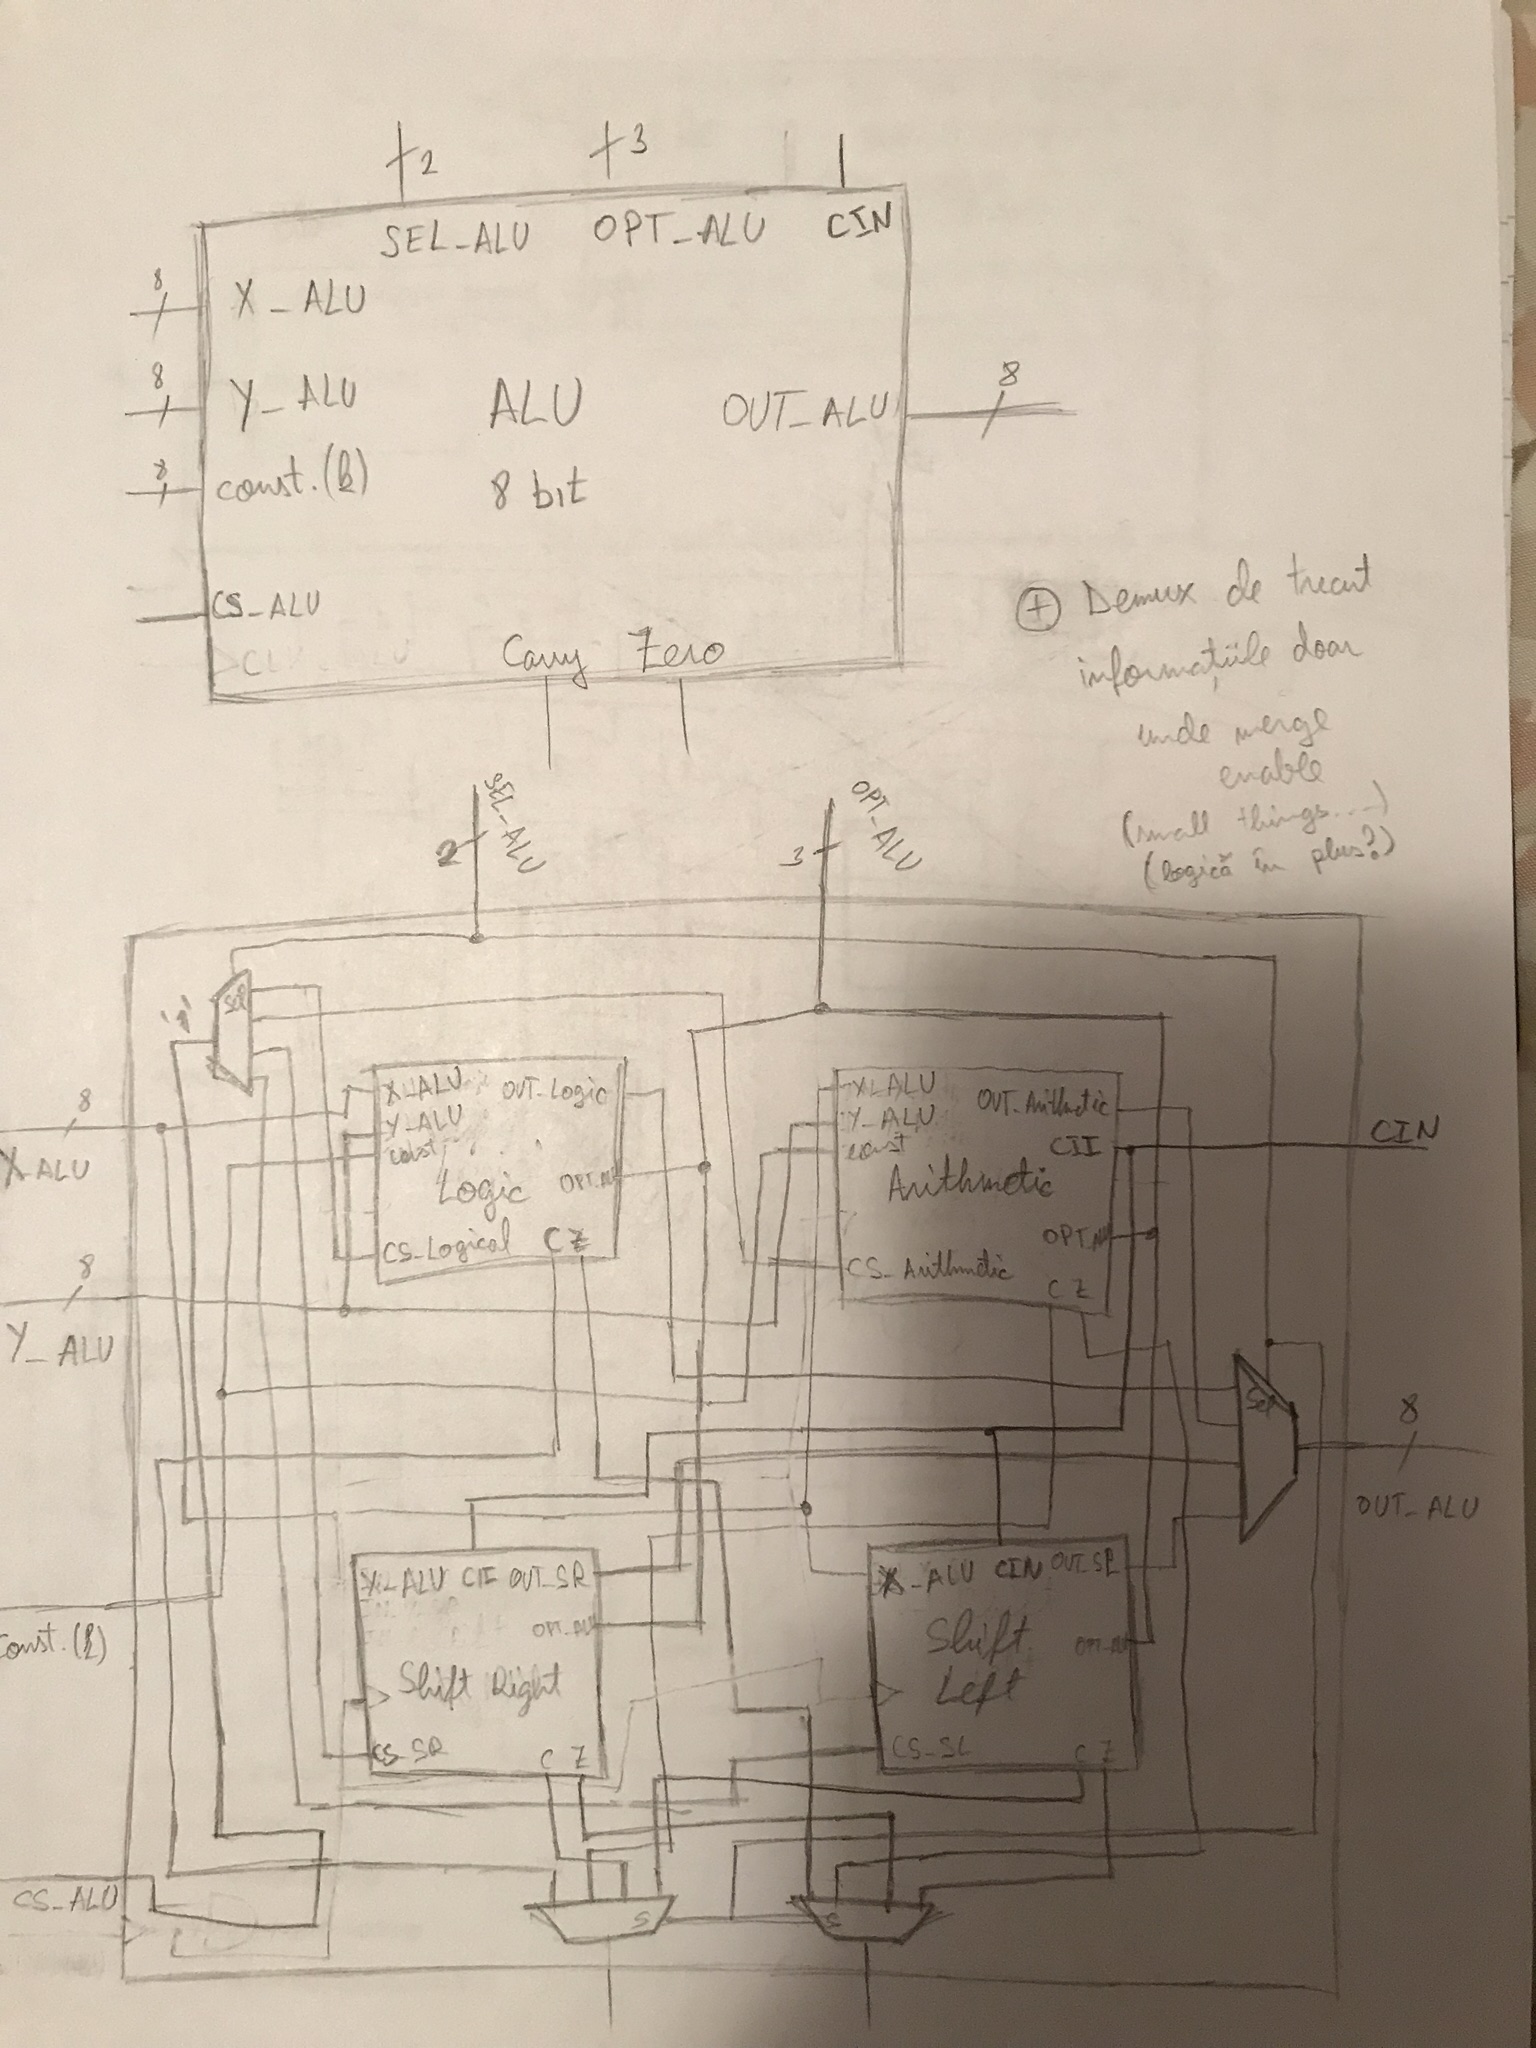 2
3
SEL_ALU OPT_ALU CIN
8
X_ALU
8
Y_ALU ALU OUT_ALU 8
8
const.(k) 8 bit
CS_ALU
Carry Zero
+ Demux de trecut
informațiile doar
unde merge
enable
(small things...)
(logică în plus?)
SEL_ALU
2
OPT_ALU
3
Sel
'1'
8
X_ALU
X_ALU OUT_Logic
Y_ALU
const
Logic OPT_ALU
CS_Logical C Z
X_ALU OUT_Arithmetic
Y_ALU
const CII
Arithmetic
OPT_ALU
CS_Arithmetic
C Z
CIN
8
Y_ALU
Sel
8
OUT_ALU
const.(k)
X_ALU CII OUT_SR
OPT_ALU
Shift Right
CS_SR C Z
X_ALU CIN OUT_SL
Shift
OPT_ALU
Left
CS_SL C Z
CS_ALU
S
S